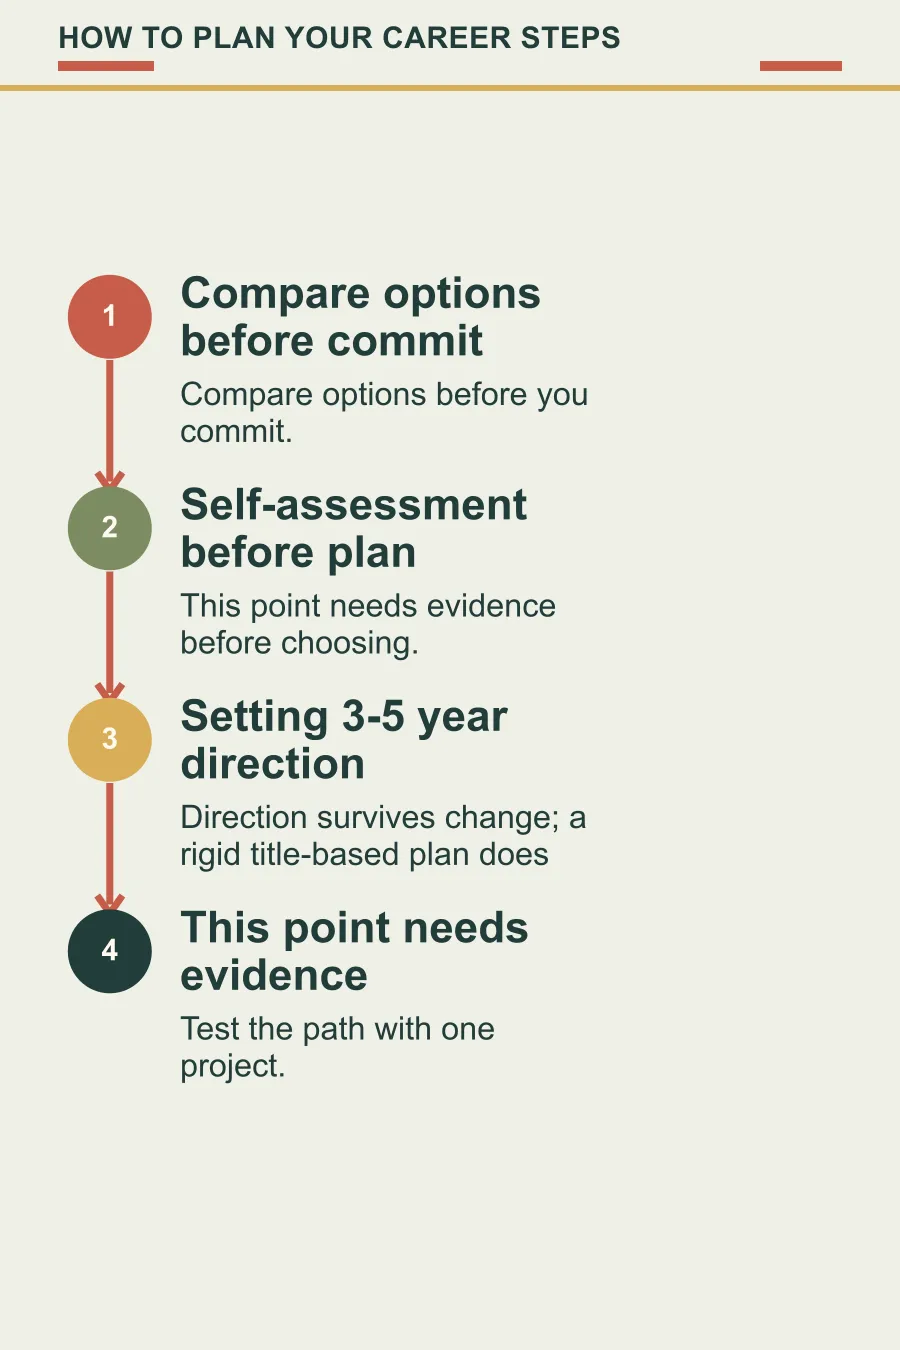 HOW TO PLAN YOUR CAREER STEPS
1
Compare options
before commit
Compare options before you
commit.
2
Self-assessment
before plan
This point needs evidence
before choosing.
3
Setting 3-5 year
direction
Direction survives change; a
rigid title-based plan does
4
This point needs
evidence
Test the path with one
project.